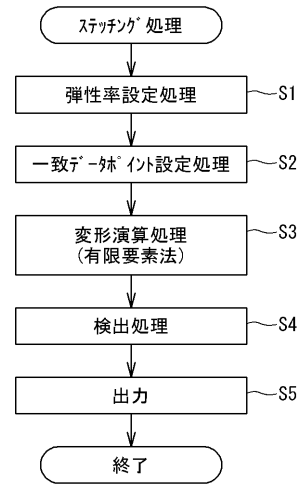 ｽﾃｯﾁﾝｸﾞ処理
弾性率設定処理 S1
一致ﾃﾞｰﾀﾎﾟｲﾝﾄ設定処理 S2
変形演算処理 S3
(有限要素法)
検出処理 S4
出力 S5
終了